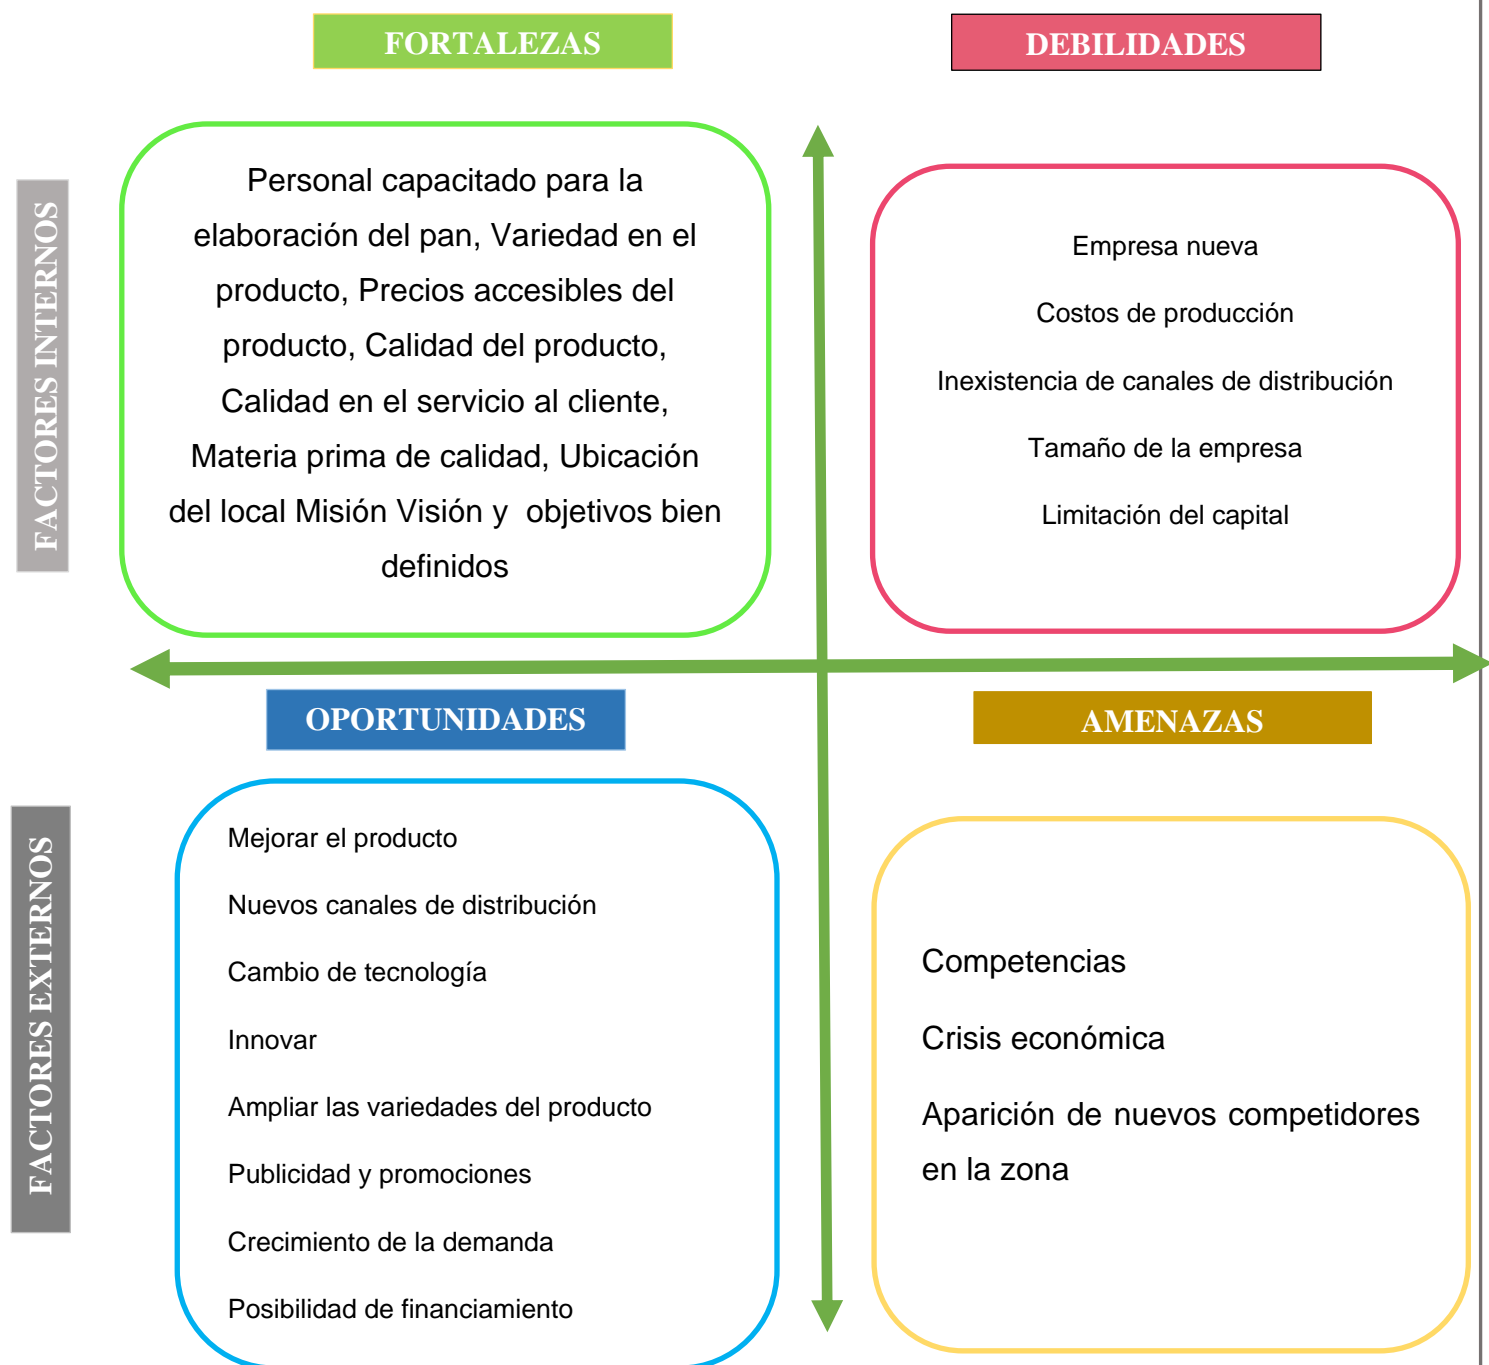 FORTALEZAS
DEBILIDADES
FACTORES INTERNOS
Personal capacitado para la
elaboración del pan, Variedad en el
producto, Precios accesibles del
producto, Calidad del producto,
Calidad en el servicio al cliente,
Materia prima de calidad, Ubicación
del local Misión Visión y  objetivos bien
definidos
Empresa nueva
Costos de producción
Inexistencia de canales de distribución
Tamaño de la empresa
Limitación del capital
OPORTUNIDADES
AMENAZAS
FACTORES EXTERNOS
Mejorar el producto
Nuevos canales de distribución
Cambio de tecnología
Innovar
Ampliar las variedades del producto
Publicidad y promociones
Crecimiento de la demanda
Posibilidad de financiamiento
Competencias
Crisis económica
Aparición de nuevos competidores
en la zona